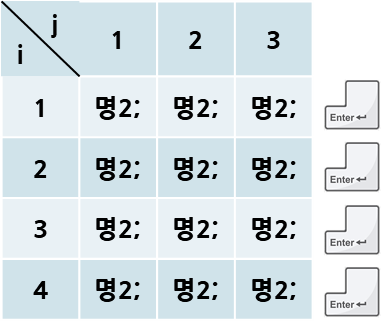 j
i
1 2 3
1 명2; 명2; 명2; Enter↵
2 명2; 명2; 명2; Enter↵
3 명2; 명2; 명2; Enter↵
4 명2; 명2; 명2; Enter↵